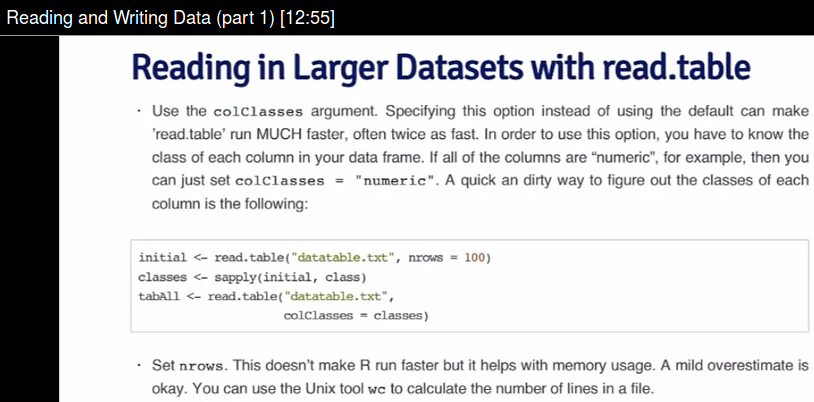 Reading and Writing Data (part 1) [12:55]
Reading in Larger Datasets with read.table
· Use the colClasses argument. Specifying this option instead of using the default can make
'read.table' run MUCH faster, often twice as fast. In order to use this option, you have to know the
class of each column in your data frame. If all of the columns are “numeric”, for example, then you
can just set colClasses = "numeric". A quick an dirty way to figure out the classes of each
column is the following:
initial <- read.table("datatable.txt", nrows = 100)
classes <- sapply(initial, class)
tabAll <- read.table("datatable.txt",
colClasses = classes)
· Set nrows. This doesn't make R run faster but it helps with memory usage. A mild overestimate is
okay. You can use the Unix tool wc to calculate the number of lines in a file.